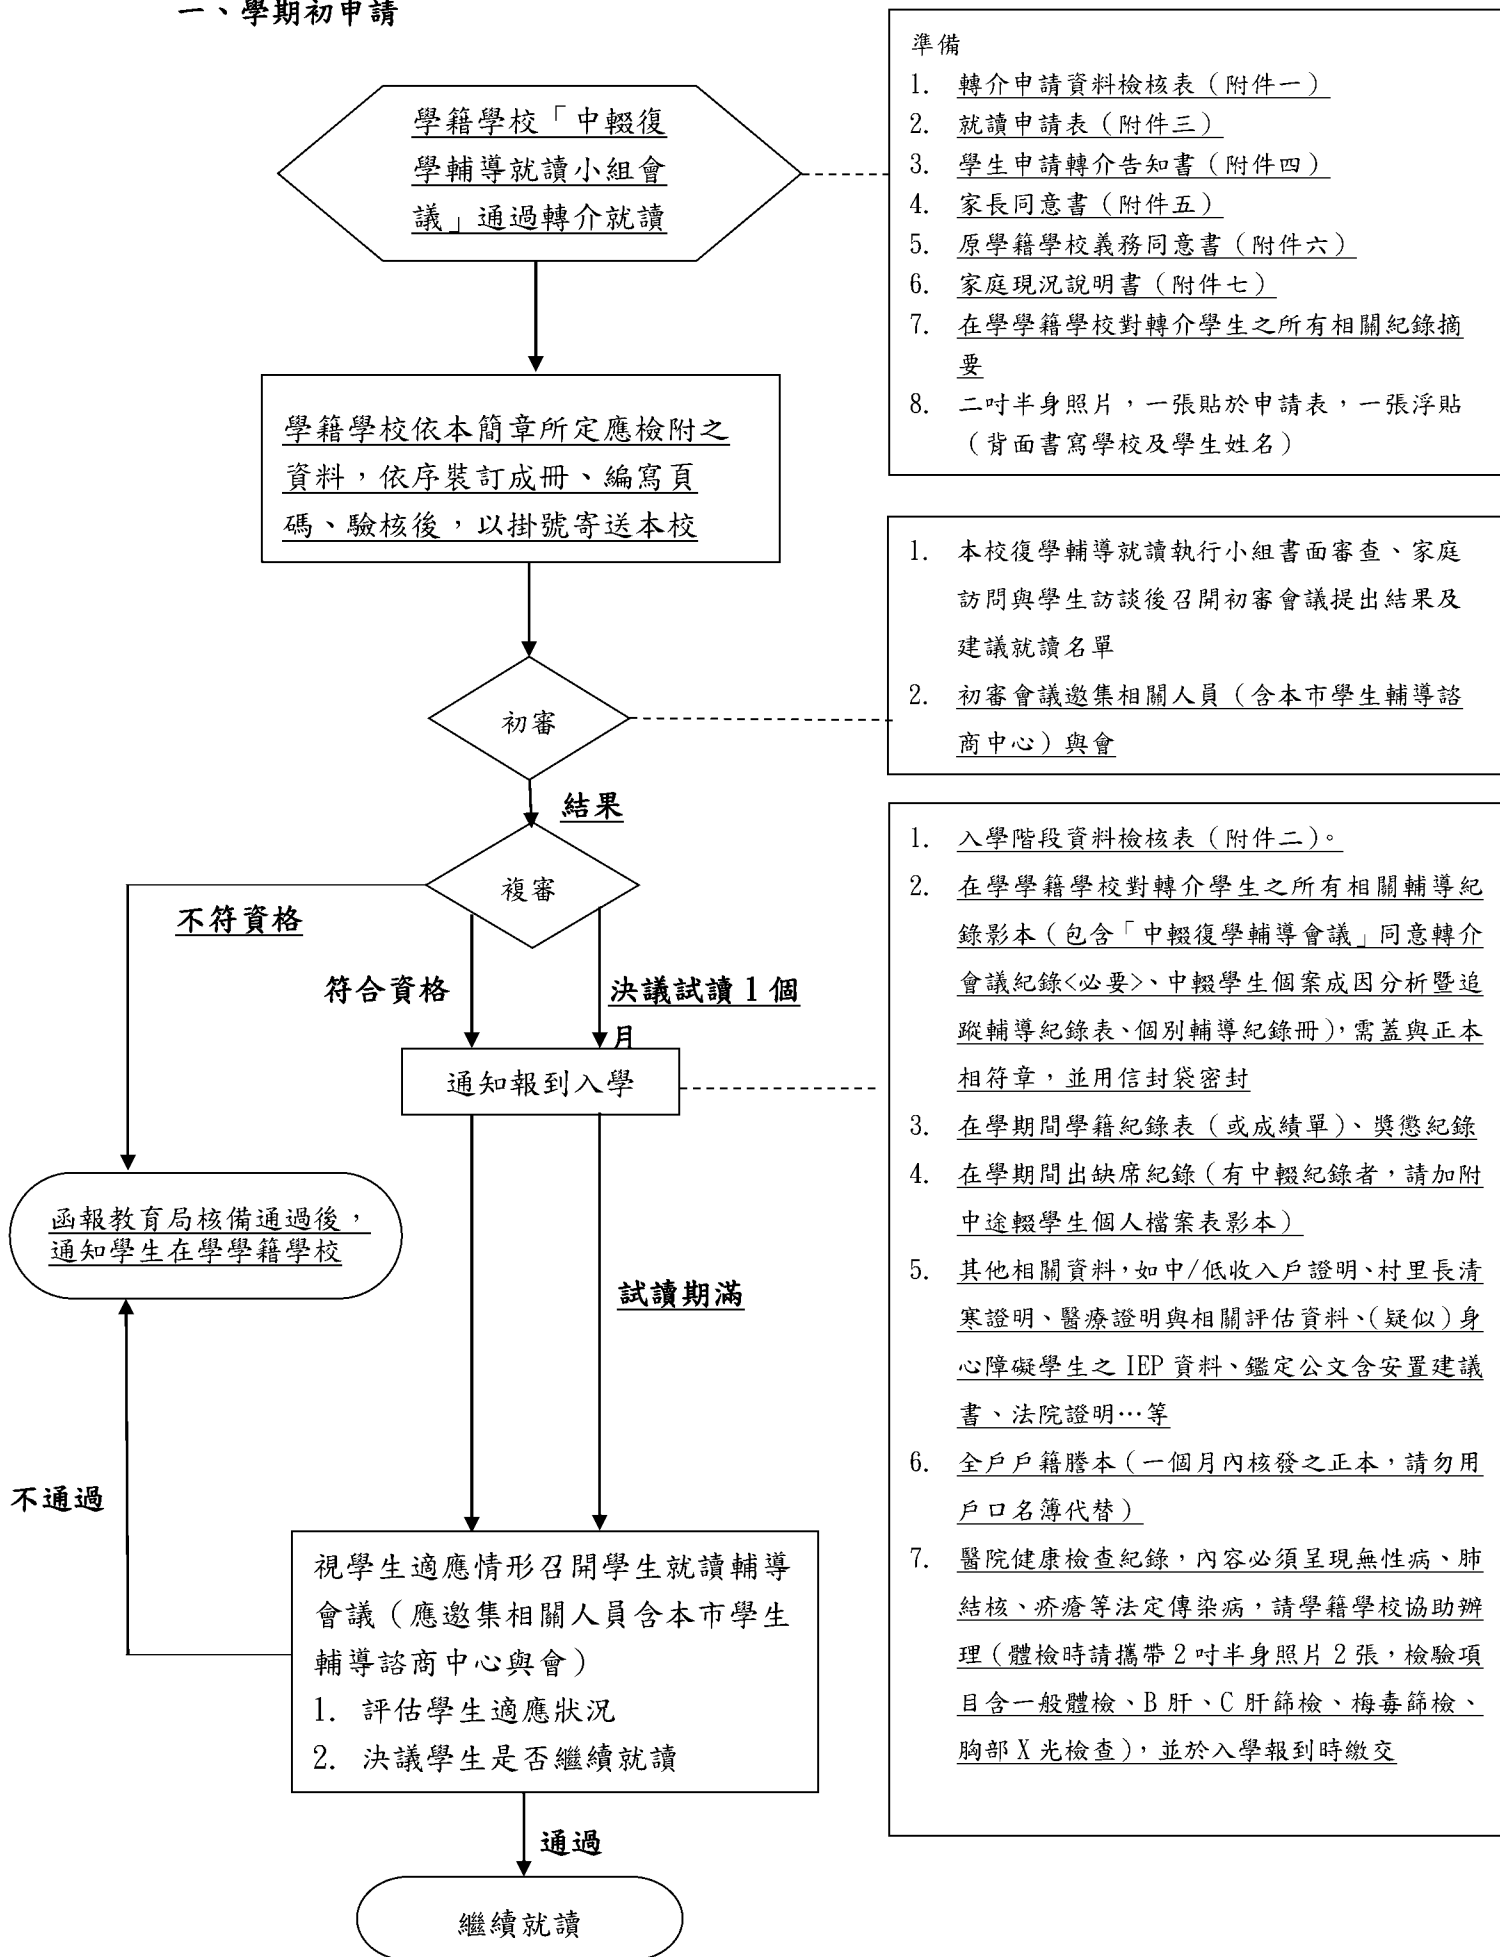 一、學期初申請
學籍學校「中輟復
學輔導就讀小組會
議」通過轉介就讀
準備
1. 轉介申請資料檢核表（附件一）
2. 就讀申請表（附件三）
3. 學生申請轉介告知書（附件四）
4. 家長同意書（附件五）
5. 原學籍學校義務同意書（附件六）
6. 家庭現況說明書（附件七）
7. 在學學籍學校對轉介學生之所有相關紀錄摘
要
8. 二吋半身照片，一張貼於申請表，一張浮貼
（背面書寫學校及學生姓名）
學籍學校依本簡章所定應檢附之
資料，依序裝訂成冊、編寫頁
碼、驗核後，以掛號寄送本校
1. 本校復學輔導就讀執行小組書面審查、家庭
訪問與學生訪談後召開初審會議提出結果及
建議就讀名單
2. 初審會議邀集相關人員（含本市學生輔導諮
商中心）與會
初審
結果
複審
不符資格
符合資格
決議試讀 1 個
月
通知報到入學
1. 入學階段資料檢核表（附件二）。
2. 在學學籍學校對轉介學生之所有相關輔導紀
錄影本（包含「中輟復學輔導會議」同意轉介
會議紀錄<必要>、中輟學生個案成因分析暨追
蹤輔導紀錄表、個別輔導紀錄冊），需蓋與正本
相符章，並用信封袋密封
3. 在學期間學籍紀錄表（或成績單）、獎懲紀錄
4. 在學期間出缺席紀錄（有中輟紀錄者，請加附
中途輟學生個人檔案表影本）
5. 其他相關資料，如中/低收入戶證明、村里長清
寒證明、醫療證明與相關評估資料、（疑似）身
心障礙學生之 IEP 資料、鑑定公文含安置建議
書、法院證明…等
6. 全戶戶籍謄本（一個月內核發之正本，請勿用
戶口名簿代替）
7. 醫院健康檢查紀錄，內容必須呈現無性病、肺
結核、疥瘡等法定傳染病，請學籍學校協助辦
理（體檢時請攜帶 2 吋半身照片 2 張，檢驗項
目含一般體檢、B 肝、C 肝篩檢、梅毒篩檢、
胸部 X 光檢查），並於入學報到時繳交
函報教育局核備通過後，
通知學生在學學籍學校
試讀期滿
不通過
視學生適應情形召開學生就讀輔導
會議（應邀集相關人員含本市學生
輔導諮商中心與會）
1. 評估學生適應狀況
2. 決議學生是否繼續就讀
通過
繼續就讀